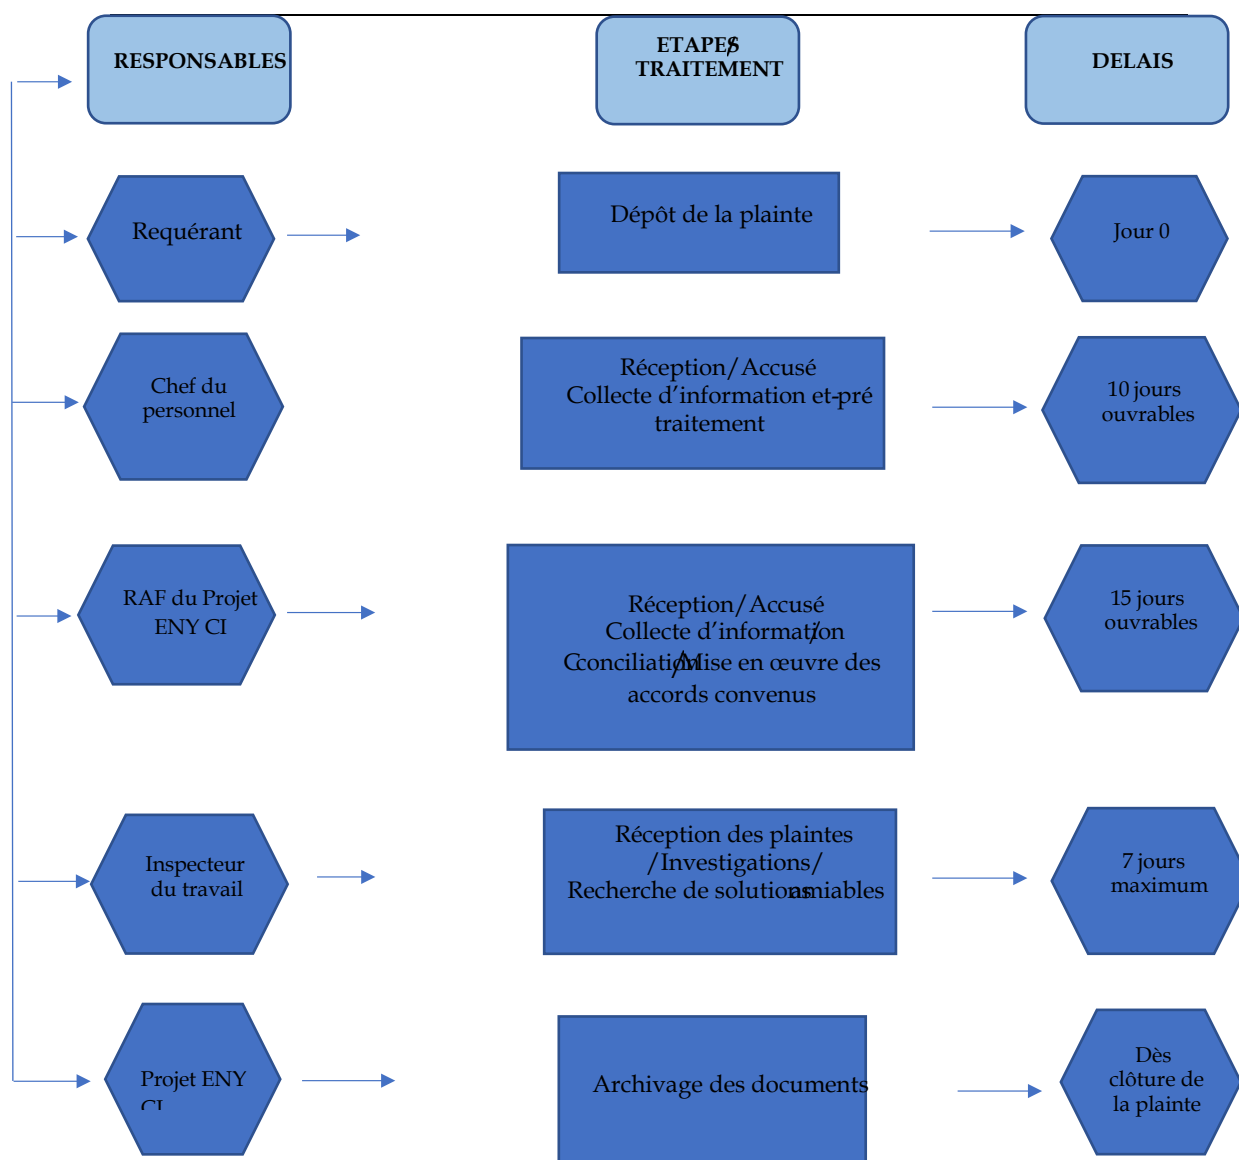 RESPONSABLES
ETAPES/
TRAITEMENT
DELAIS
Requérant
Dépôt de la plainte
Jour 0
Chef du
personnel
Réception/Accusé
Collecte d’information et-pré
traitement
10 jours
ouvrables
RAF du Projet
ENY CI
Réception/Accusé
Collecte d’information/
Cconciliation/Mise en œuvre des
accords convenus
15 jours
ouvrables
Inspecteur
du travail
Réception des plaintes
/Investigations/
Recherche de solutions amiables
7 jours
maximum
Projet ENY
CI
Archivage des documents
Dès
clôture de
la plainte